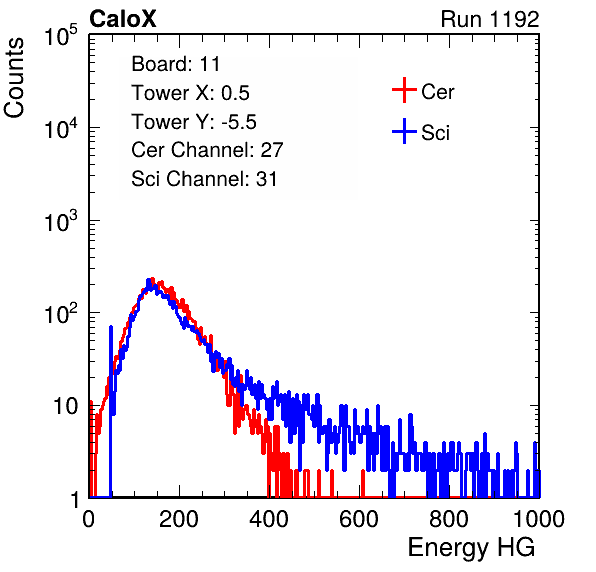 CaloX Run 1192
Counts
Board: 11
Tower X: 0.5
Tower Y: -5.5
Cer Channel: 27
Sci Channel: 31
Cer
Sci
10^5
10^4
10^3
10^2
10
1
0 200 400 600 800 1000
Energy HG